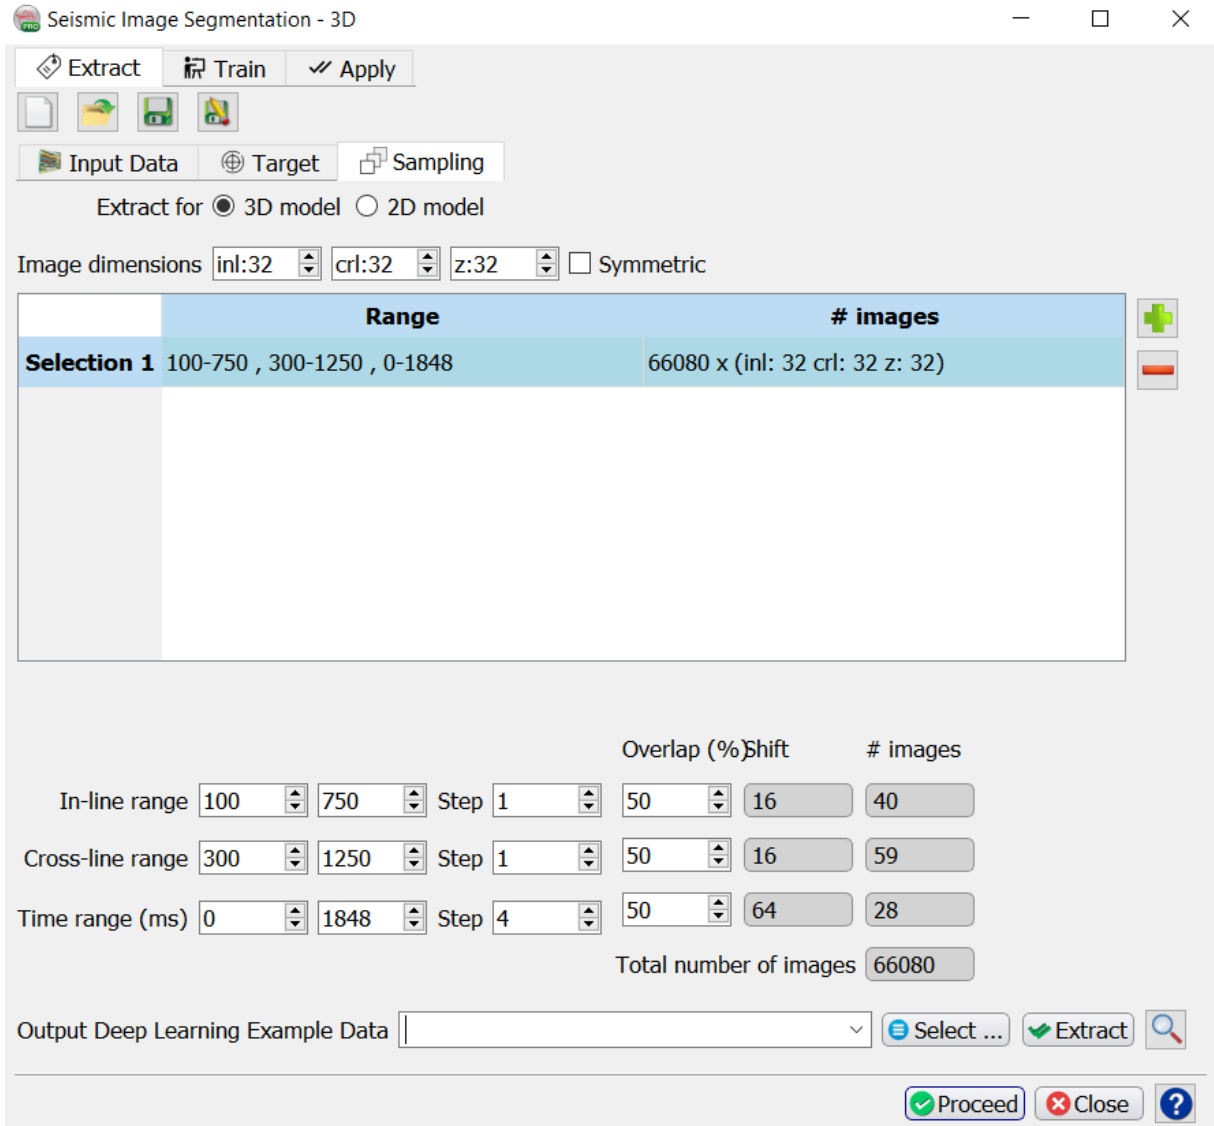 Seismic Image Segmentation - 3D
Extract Train Apply
Input Data Target Sampling
Extract for 3D model 2D model
Image dimensions inl:32 crl:32 z:32 Symmetric
Range # images
Selection 1 100-750 , 300-1250 , 0-1848 66080 x (inl: 32 crl: 32 z: 32)
Overlap (%) Shift # images
In-line range 100 750 Step 1 50 16 40
Cross-line range 300 1250 Step 1 50 16 59
Time range (ms) 0 1848 Step 4 50 64 28
Total number of images 66080
Output Deep Learning Example Data Select ... Extract
Proceed Close ?